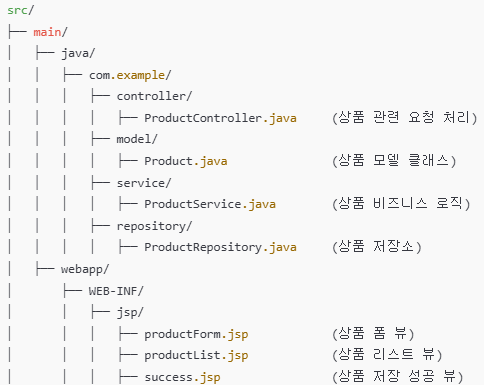 src/
├── main/
│   ├── java/
│   │   ├── com.example/
│   │   │   ├── controller/
│   │   │   │   ├── ProductController.java     (상품 관련 요청 처리)
│   │   │   ├── model/
│   │   │   │   ├── Product.java               (상품 모델 클래스)
│   │   │   ├── service/
│   │   │   │   ├── ProductService.java        (상품 비즈니스 로직)
│   │   │   ├── repository/
│   │   │   │   ├── ProductRepository.java     (상품 저장소)
│   ├── webapp/
│       ├── WEB-INF/
│       │   ├── jsp/
│       │   │   ├── productForm.jsp            (상품 폼 뷰)
│       │   │   ├── productList.jsp            (상품 리스트 뷰)
│       │   │   ├── success.jsp                (상품 저장 성공 뷰)